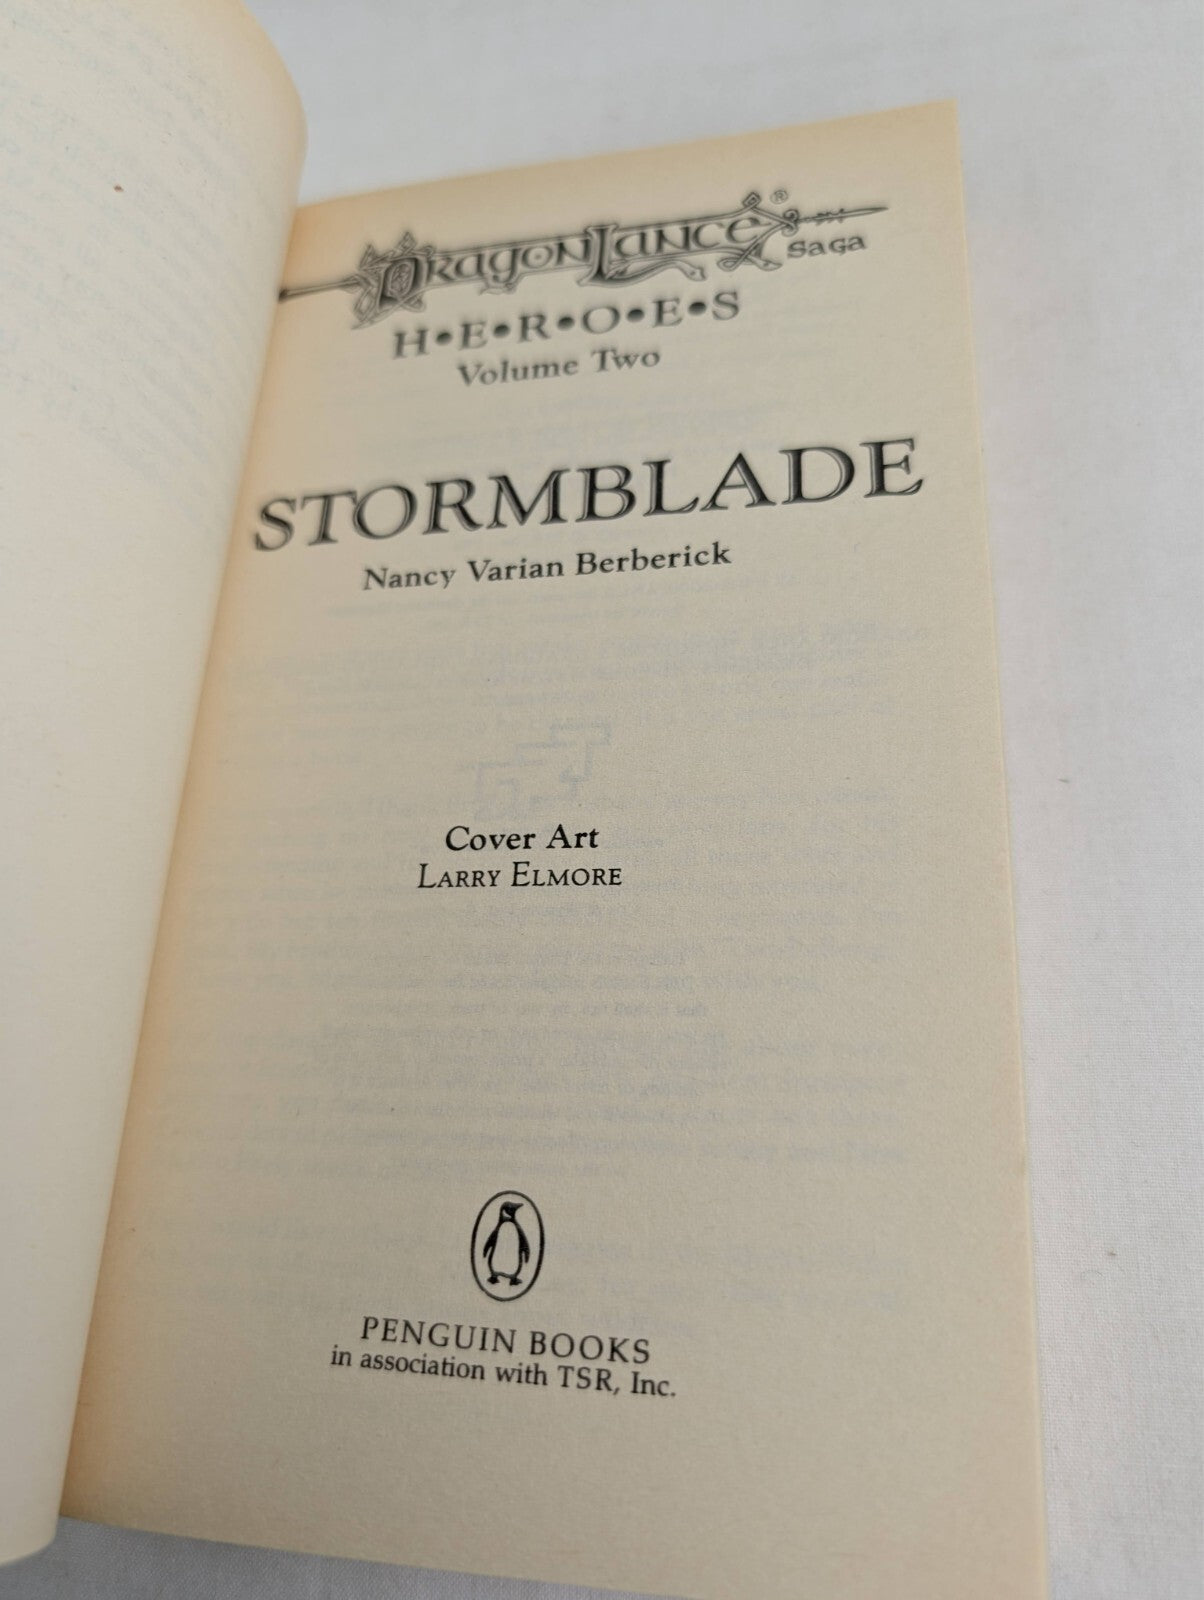 DRAGONLANCE® SAGA
H•E•R•O•E•S
Volume Two
STORMBLADE
Nancy Varian Berberick
Cover Art
LARRY ELMORE
PENGUIN BOOKS
in association with TSR, Inc.